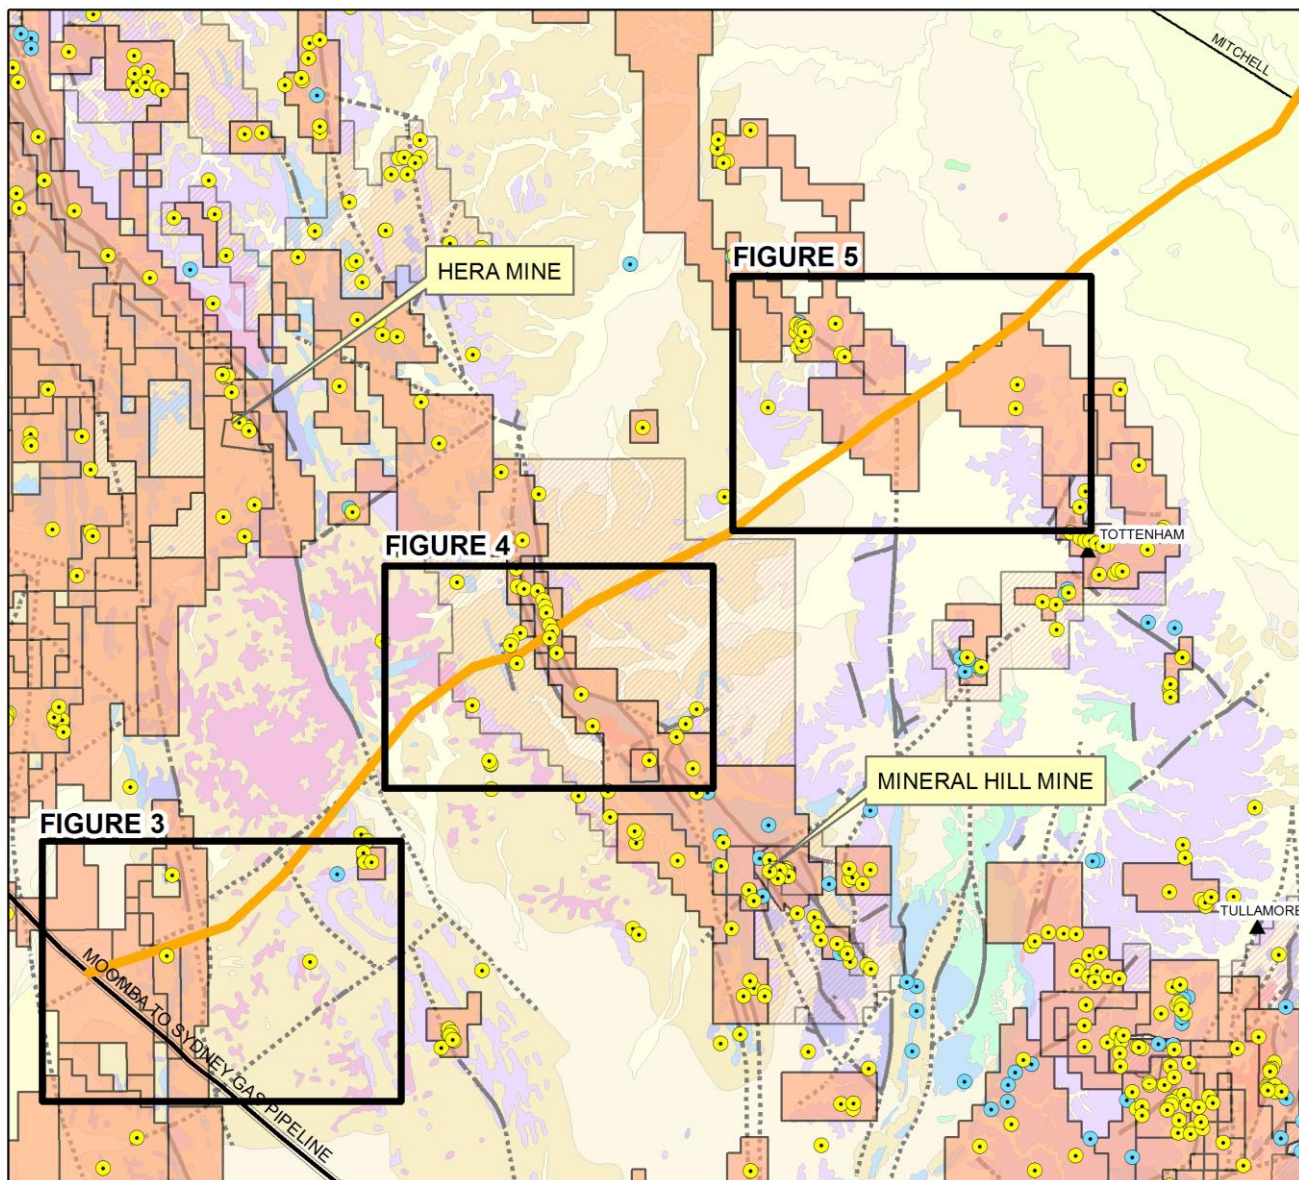 MITCHELL
HERA MINE
FIGURE 5
TOTTENHAM
FIGURE 4
MINERAL HILL MINE
FIGURE 3
TULLAMORE
MOOMBA TO SYDNEY GAS PIPELINE